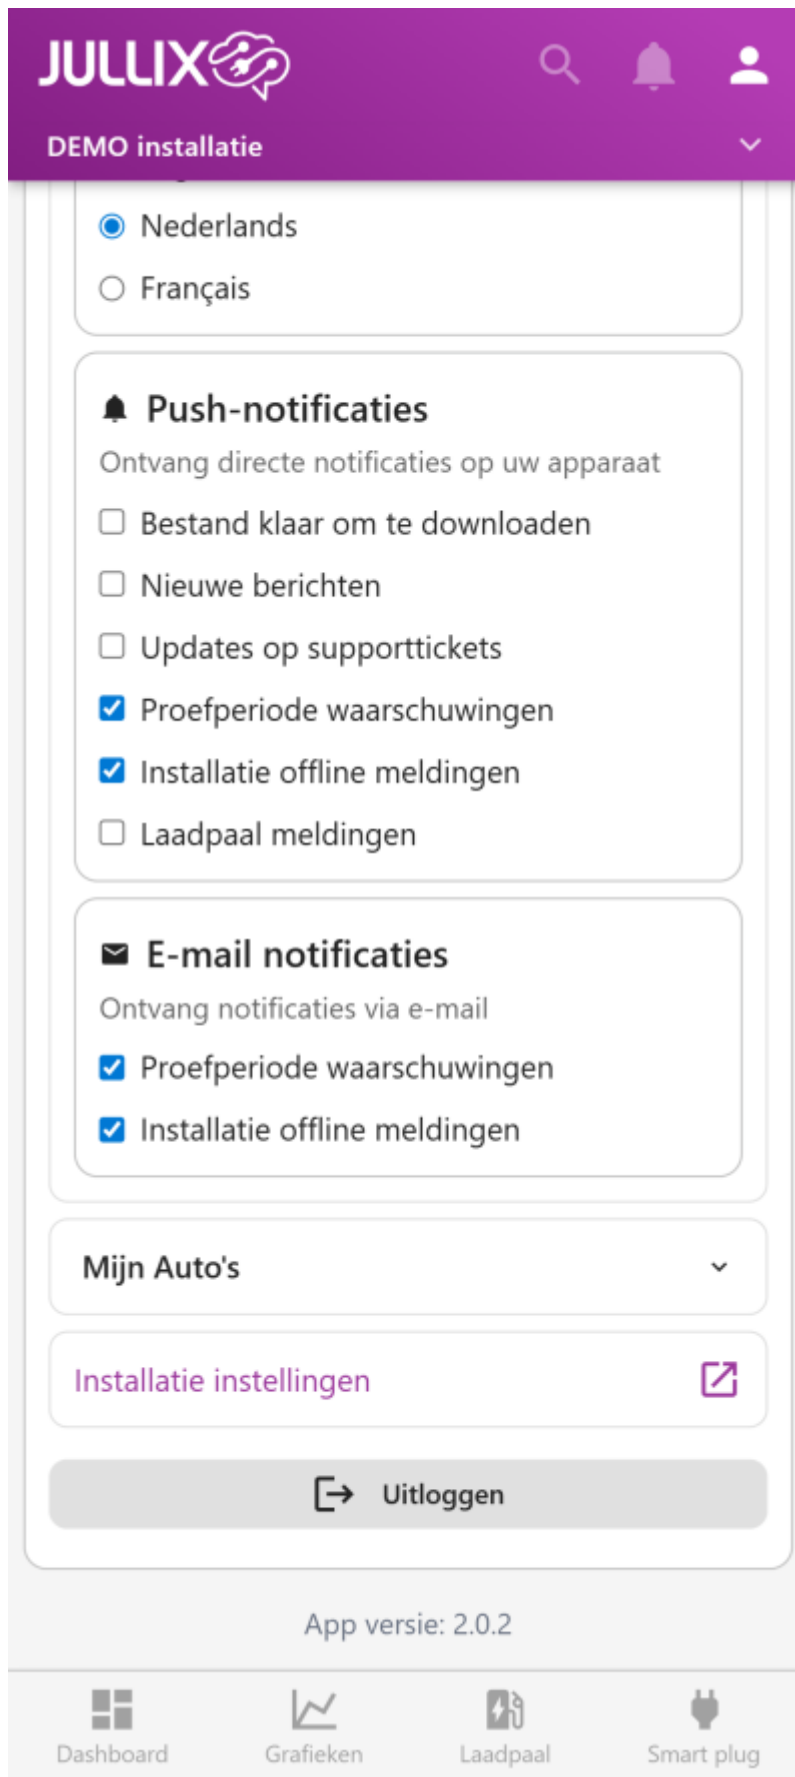 JULLIX
DEMO installatie
Nederlands
Français
Push-notificaties
Ontvang directe notificaties op uw apparaat
Bestand klaar om te downloaden
Nieuwe berichten
Updates op supporttickets
Proefperiode waarschuwingen
Installatie offline meldingen
Laadpaal meldingen
E-mail notificaties
Ontvang notificaties via e-mail
Proefperiode waarschuwingen
Installatie offline meldingen
Mijn Auto's
Installatie instellingen
Uitloggen
App versie: 2.0.2
Dashboard
Grafieken
Laadpaal
Smart plug